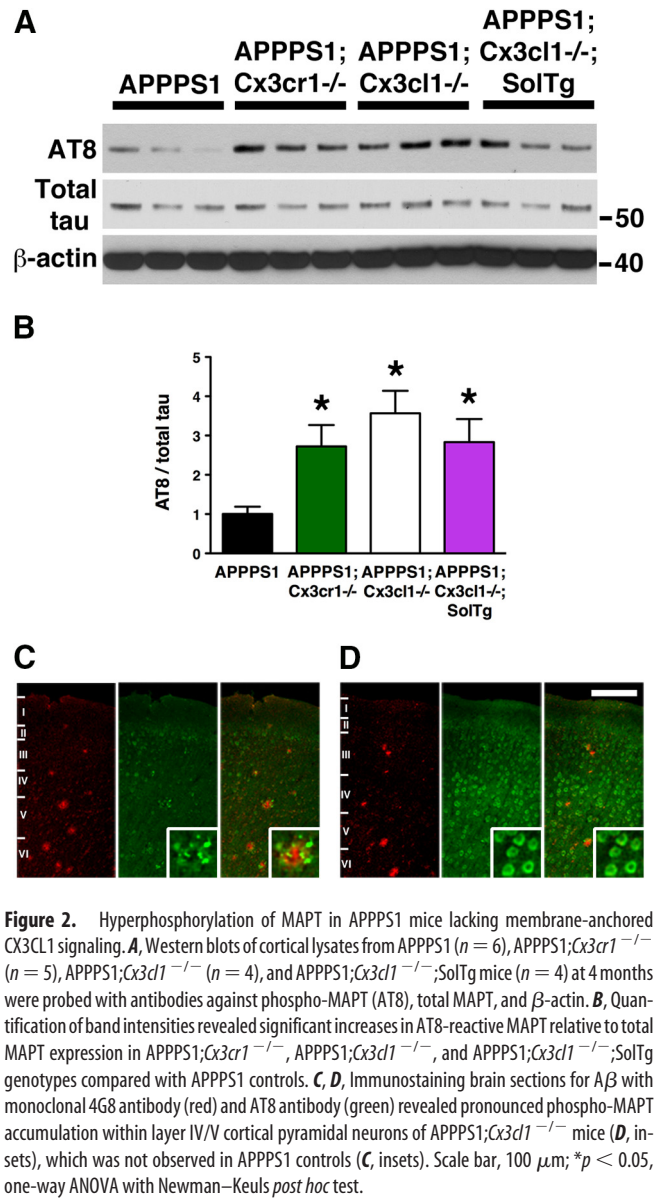 A
APPPS1
APPPS1;
Cx3cr1-/-
APPPS1;
Cx3cl1-/-
APPPS1;
Cx3cl1-/-;
SolTg
AT8
Total
tau
50
β-actin
40
B
AT8 / total tau
5
4
3
2
1
0
APPPS1
APPPS1;
Cx3cr1-/-
APPPS1;
Cx3cl1-/-
APPPS1;
Cx3cl1-/-;
SolTg
C
I
II
III
IV
V
VI
D
I
II
III
IV
V
VI
Figure 2. Hyperphosphorylation of MAPT in APPPS1 mice lacking membrane-anchored
CX3CL1 signaling. A, Western blots of cortical lysates from APPPS1 (n = 6), APPPS1;Cx3cr1 −/−
(n = 5), APPPS1;Cx3cl1 −/− (n = 4), and APPPS1;Cx3cl1 −/−;SolTg mice (n = 4) at 4 months
were probed with antibodies against phospho-MAPT (AT8), total MAPT, and β-actin. B, Quan-
tification of band intensities revealed significant increases in AT8-reactive MAPT relative to total
MAPT expression in APPPS1;Cx3cr1 −/−, APPPS1;Cx3cl1 −/−, and APPPS1;Cx3cl1 −/−;SolTg
genotypes compared with APPPS1 controls. C, D, Immunostaining brain sections for Aβ with
monoclonal 4G8 antibody (red) and AT8 antibody (green) revealed pronounced phospho-MAPT
accumulation within layer IV/V cortical pyramidal neurons of APPPS1;Cx3cl1 −/− mice (D, in-
sets), which was not observed in APPPS1 controls (C, insets). Scale bar, 100 μm; *p < 0.05,
one-way ANOVA with Newman–Keuls post hoc test.